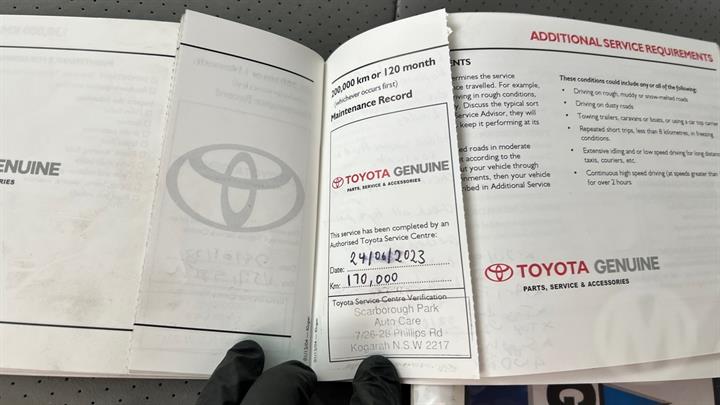 GENUINE
RIES
200,000 km or 120 month
(whichever occurs first)
Maintenance Record
TOYOTA GENUINE
PARTS, SERVICE & ACCESSORIES
This service has been completed by an
Authorised Toyota Service Centre:
Date: 24/06/2023
Km: 170,000
Toyota Service Centre Verification
Scarborough Park
Auto Care
7/26-28 Phillips Rd
Kogarah N.S.W 2217
ADDITIONAL SERVICE REQUIREMENTS
ENTS
ermines the service
ce travelled. For example,
iving in rough conditions,
y. Discuss the typical sort
Service Advisor, they will
keep it performing at its
ed roads in moderate
it according to the
out your vehicle through
onments, then your vehicle
ribed in Additional Service
These conditions could include any or all of the following:
• Driving on rough, muddy or snow-melted roads
• Driving on dusty roads
• Towing trailers, caravans or boats, or using a car top carrier
• Repeated short trips, less than 8 kilometres, in freezing
conditions.
• Extensive idling and or low speed driving for long distan
taxis, couriers, etc.
• Continuous high speed driving (at speeds greater than
for over 2 hours
TOYOTA GENUINE
PARTS, SERVICE & ACCESSORIES
G